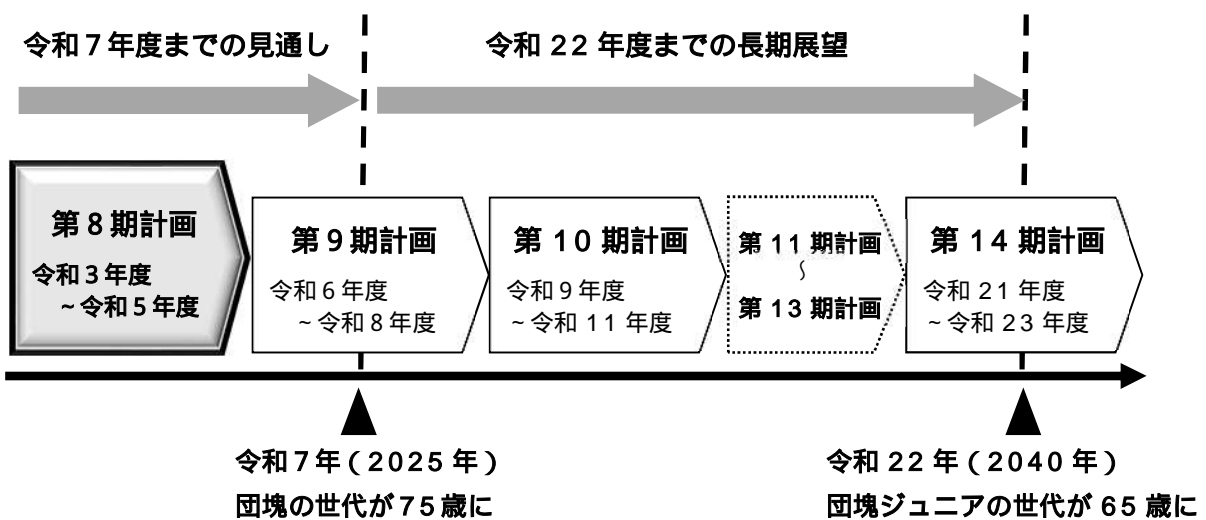 令和7年度までの見通し
令和 22 年度までの長期展望
第8期計画
令和3年度
~令和5年度
第9期計画
令和6年度
~令和8年度
第 10 期計画
令和9年度
~令和 11 年度
第 11 期計画
~
第 13 期計画
第 14 期計画
令和 21 年度
~令和 23 年度
令和7年(2025 年)
団塊の世代が75歳に
令和 22 年(2040 年)
団塊ジュニアの世代が 65 歳に